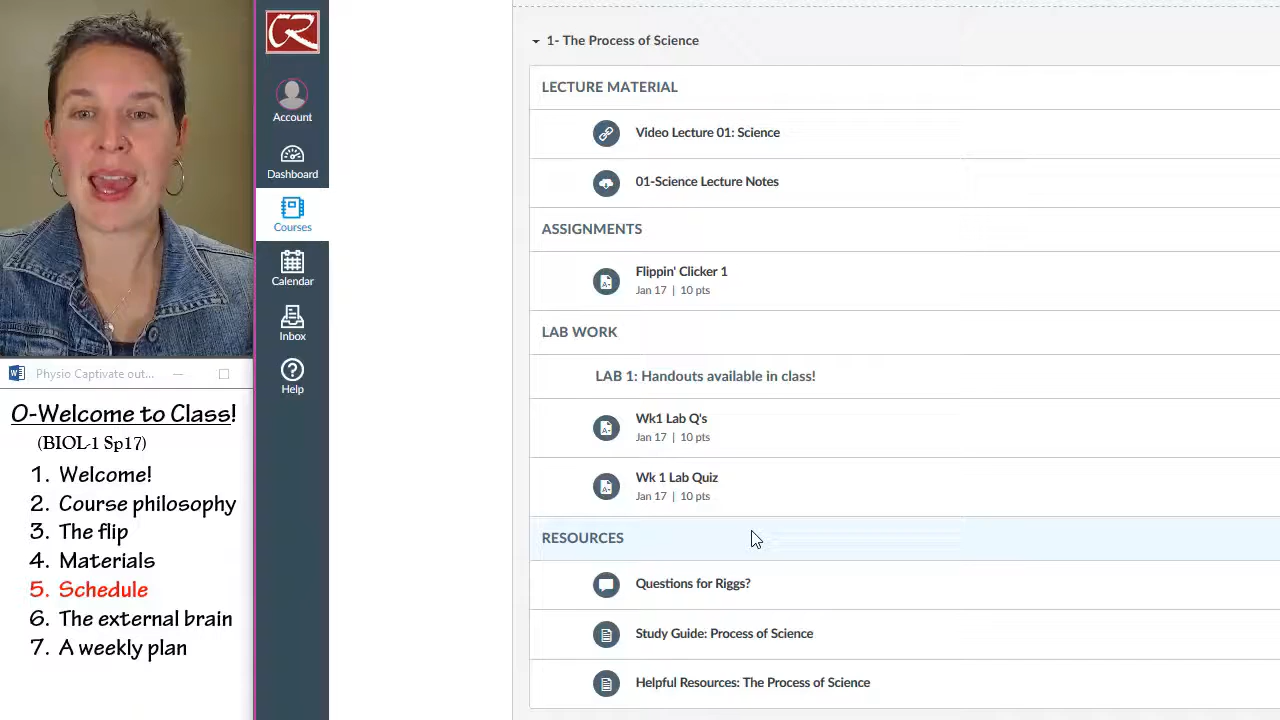 Account
Dashboard
Courses
Calendar
Inbox
Help
Physio Captivate out...
0-Welcome to Class!
(BIOL-1 Sp17)
1. Welcome!
2. Course philosophy
3. The flip
4. Materials
5. Schedule
6. The external brain
7. A weekly plan
1- The Process of Science
LECTURE MATERIAL
Video Lecture 01: Science
01-Science Lecture Notes
ASSIGNMENTS
Flippin' Clicker 1
Jan 17 | 10 pts
LAB WORK
LAB 1: Handouts available in class!
Wk1 Lab Q's
Jan 17 | 10 pts
Wk 1 Lab Quiz
Jan 17 | 10 pts
RESOURCES
Questions for Riggs?
Study Guide: Process of Science
Helpful Resources: The Process of Science